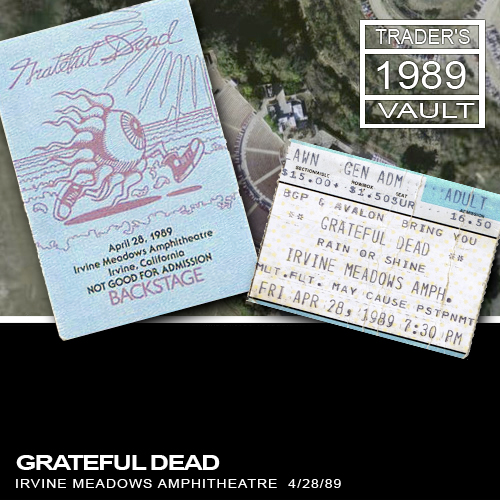 Grateful Dead
April 28, 1989
Irvine Meadows Amphitheatre
Irvine, California
NOT GOOD FOR ADMISSION
BACKSTAGE
TRADER'S
1989
VAULT
AWN GEN ADM ADULT
SECTION/AISLE ROW/BOX SEAT ADMISSION
$15.00+ $1.50SUR 16.50
BGP & AVALON BRING YOU
** GRATEFUL DEAD **
RAIN OR SHINE
IRVINE MEADOWS AMPH.
MUT.FLT. MAY CAUSE PSTPNMT
FRI APR 28, 1989 7:30 PM
GRATEFUL DEAD
IRVINE MEADOWS AMPHITHEATRE 4/28/89